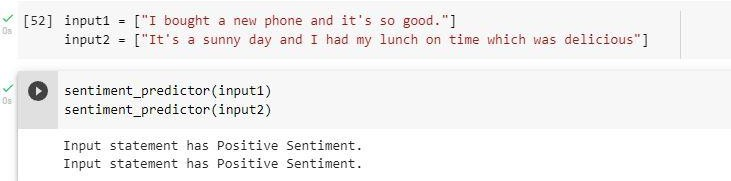 [52] input1 = ["I bought a new phone and it's so good."]
0s
input2 = ["It's a sunny day and I had my lunch on time which was delicious"]
sentiment_predictor(input1)
0s
sentiment_predictor(input2)
Input statement has Positive Sentiment.
Input statement has Positive Sentiment.